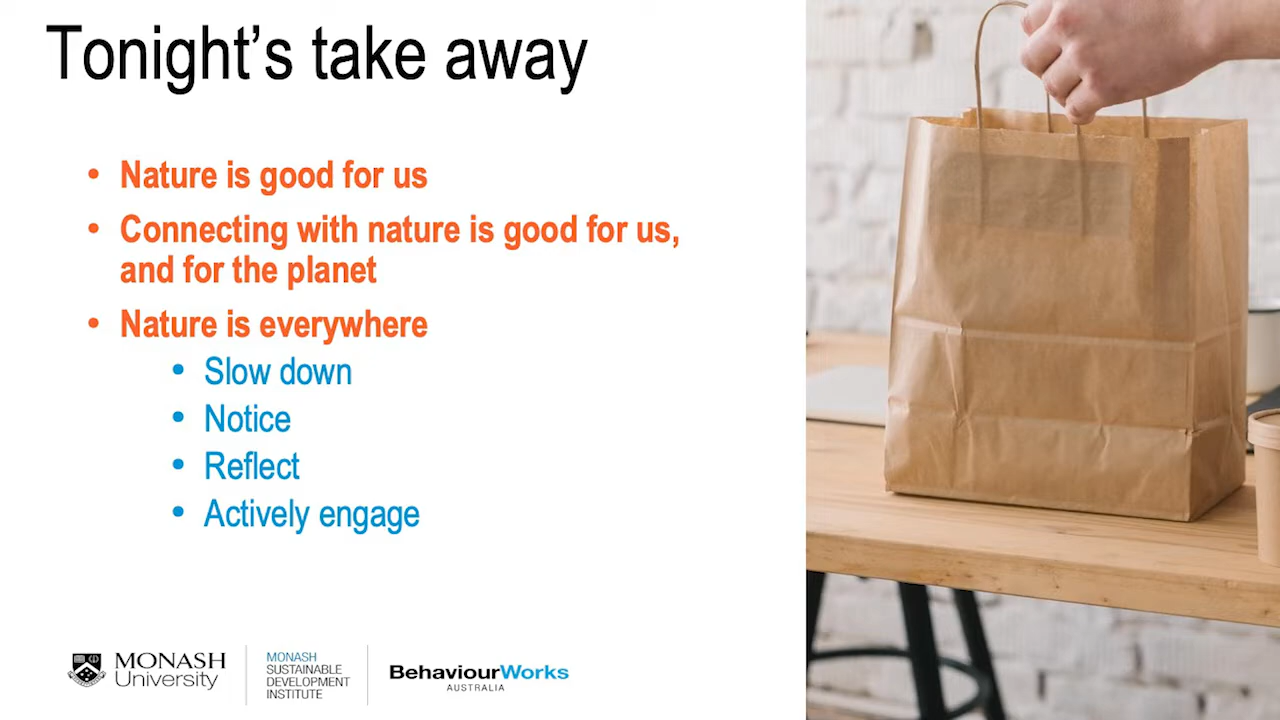 Tonight's take away
• Nature is good for us
• Connecting with nature is good for us,
and for the planet
• Nature is everywhere
• Slow down
• Notice
• Reflect
• Actively engage
MONASH
University
MONASH
SUSTAINABLE
DEVELOPMENT
INSTITUTE
BehaviourWorks
AUSTRALIA